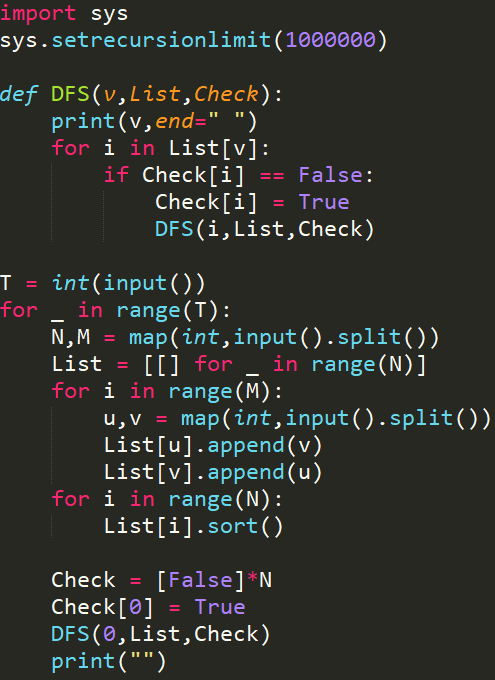 import sys
sys.setrecursionlimit(1000000)

def DFS(v,List,Check):
    print(v,end=" ")
    for i in List[v]:
        if Check[i] == False:
            Check[i] = True
            DFS(i,List,Check)

T = int(input())
for _ in range(T):
    N,M = map(int,input().split())
    List = [[] for _ in range(N)]
    for i in range(M):
        u,v = map(int,input().split())
        List[u].append(v)
        List[v].append(u)
    for i in range(N):
        List[i].sort()

    Check = [False]*N
    Check[0] = True
    DFS(0,List,Check)
    print("")